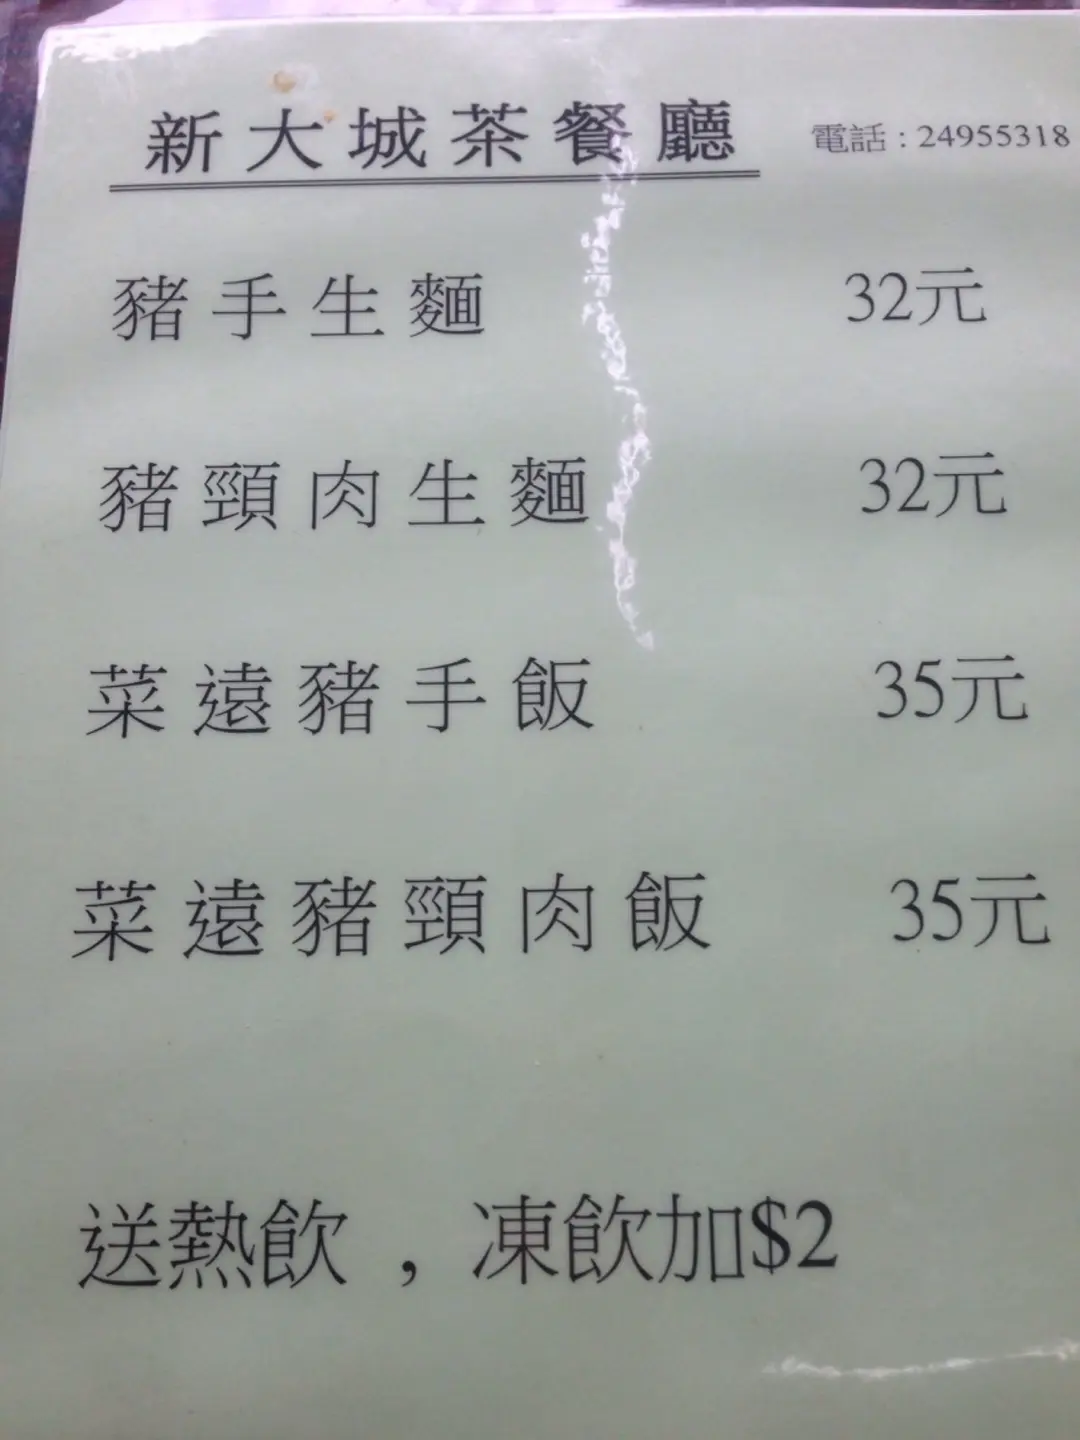 新大城茶餐廳 電話：24955318
豬手生麵 32元
豬頸肉生麵 32元
菜遠豬手飯 35元
菜遠豬頸肉飯 35元
送熱飲，凍飲加$2